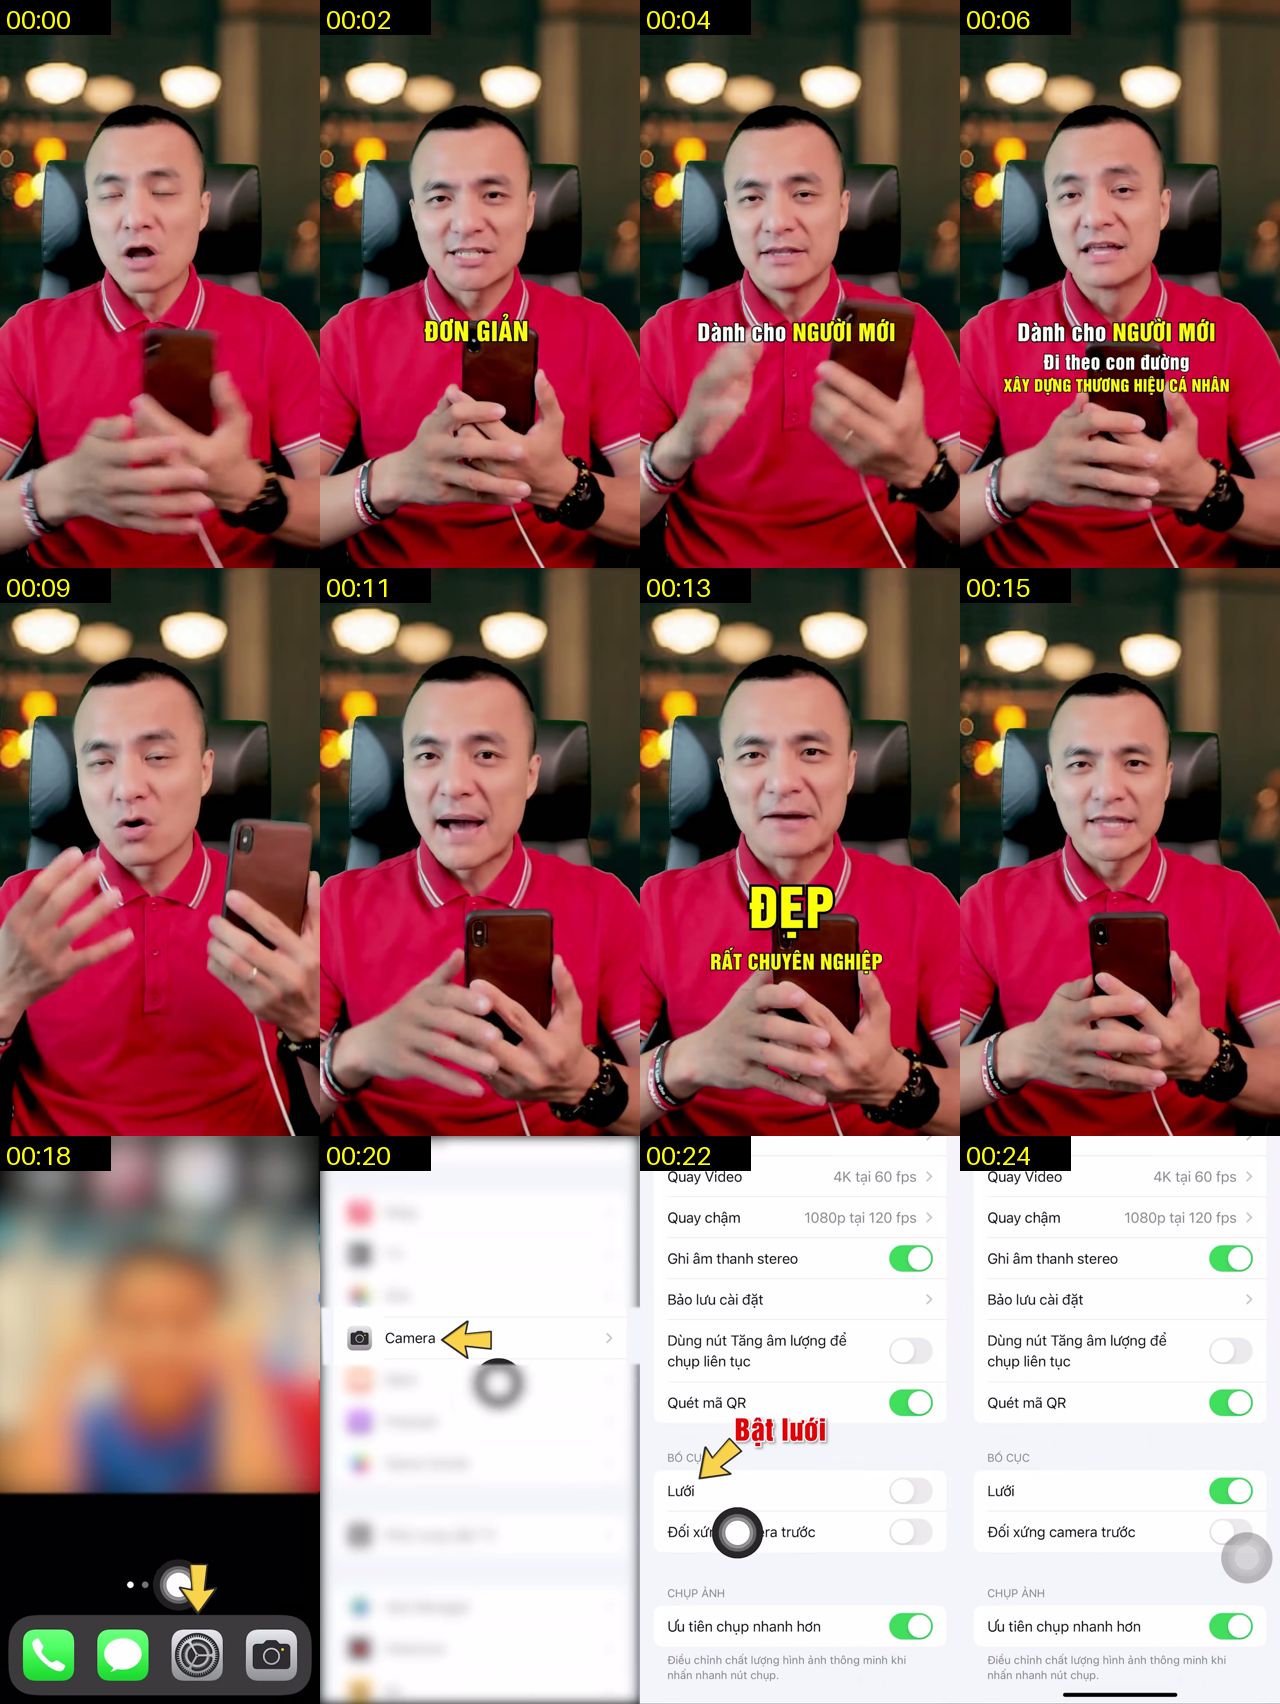 00:00
00:02
ĐƠN GIẢN
00:04
Dành cho NGƯỜI MỚI
00:06
Dành cho NGƯỜI MỚI
Đi theo con đường
XÂY DỰNG THƯƠNG HIỆU CÁ NHÂN
00:09
00:11
00:13
ĐẸP
RẤT CHUYÊN NGHIỆP
00:15
00:18
00:20
Camera
00:22
Quay Video 4K tại 60 fps
Quay chậm 1080p tại 120 fps
Ghi âm thanh stereo
Bảo lưu cài đặt
Dùng nút Tăng âm lượng để
chụp liên tục
Quét mã QR
Bật lưới
Lưới
trước
CHỤP ẢNH
Ưu tiên chụp nhanh hơn
Điều chỉnh chất lượng hình ảnh thông minh khi
nhấn nhanh nút chụp.
00:24
Quay Video 4K tại 60 fps
Quay chậm 1080p tại 120 fps
Ghi âm thanh stereo
Bảo lưu cài đặt
Dùng nút Tăng âm lượng để
chụp liên tục
Quét mã QR
BỐ CỤC
Lưới
Đối xứng camera trước
CHỤP ẢNH
Ưu tiên chụp nhanh hơn
Điều chỉnh chất lượng hình ảnh thông minh khi
nhấn nhanh nút chụp.